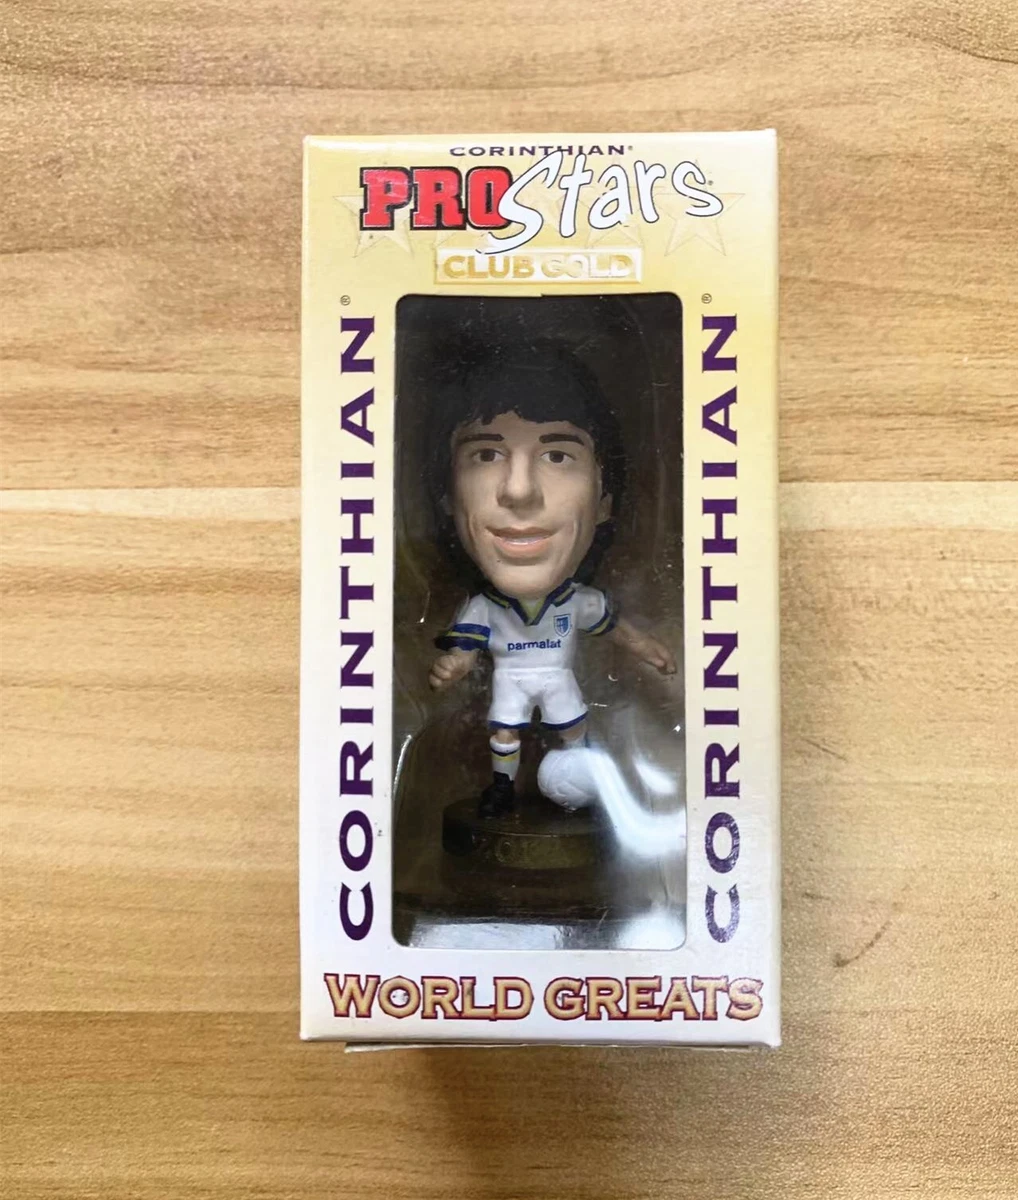 CORINTHIAN®
PROStars
CLUB GOLD
CORINTHIAN®
CORINTHIAN®
parmalat
WORLD GREATS